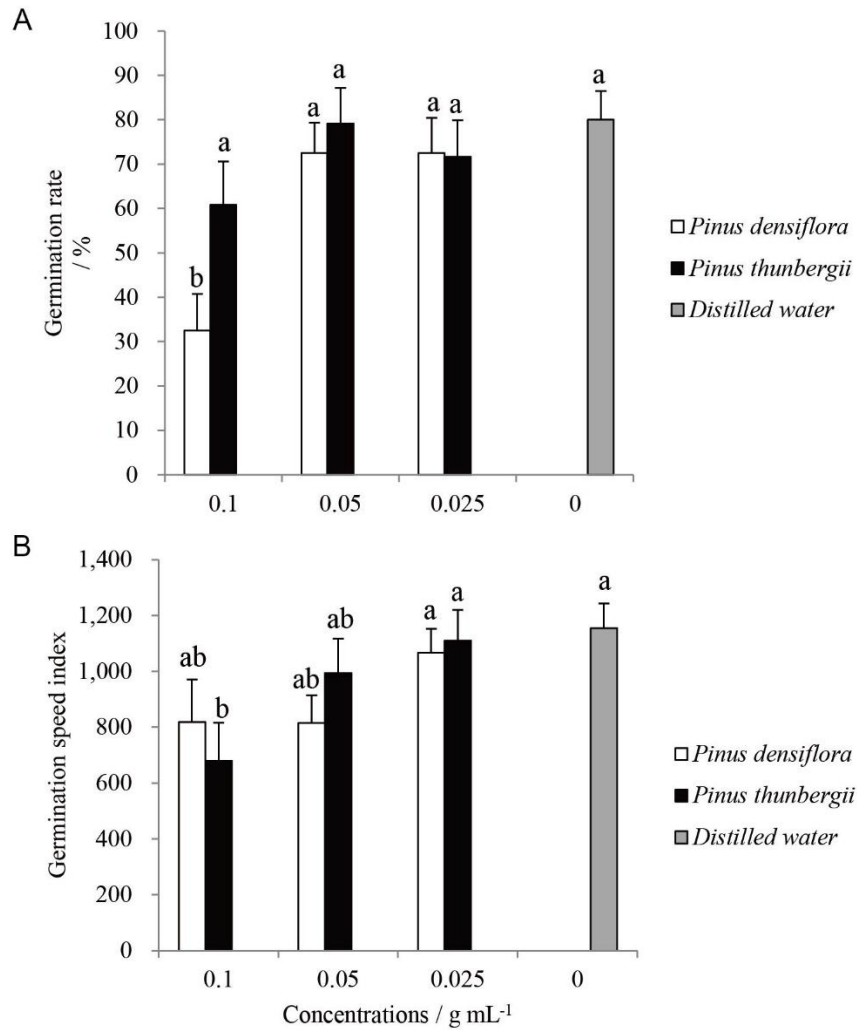 A
100
90
80
70
60
50
40
30
20
10
0
Germination rate
/ %
b
a
a
a
a
a
a
0.1
0.05
0.025
0
Pinus densiflora
Pinus thunbergii
Distilled water
B
1,400
1,200
1,000
800
600
400
200
0
Germination speed index
ab
b
ab
ab
a
a
a
0.1
0.05
0.025
0
Concentrations / g mL⁻¹
Pinus densiflora
Pinus thunbergii
Distilled water